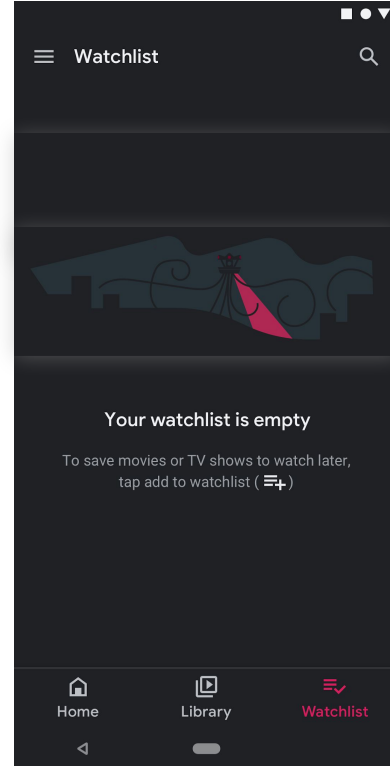 Watchlist
Your watchlist is empty
To save movies or TV shows to watch later,
tap add to watchlist ( )
Home
Library
Watchlist